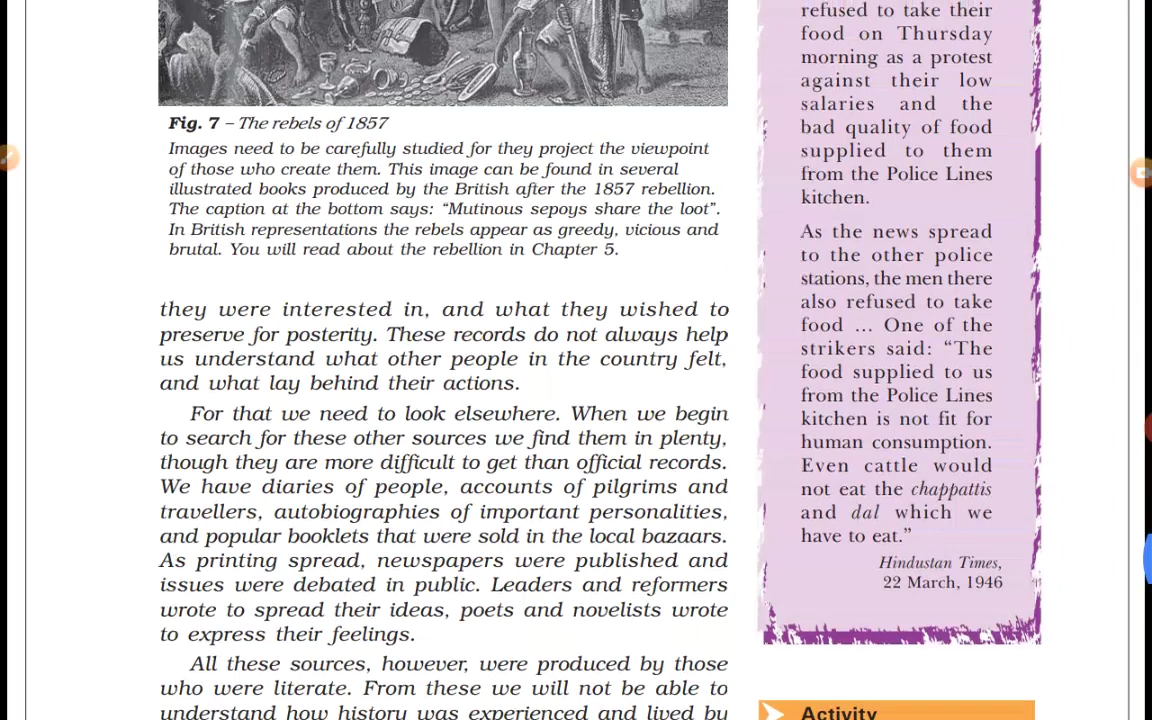 Fig. 7 – The rebels of 1857
Images need to be carefully studied for they project the viewpoint
of those who create them. This image can be found in several
illustrated books produced by the British after the 1857 rebellion.
The caption at the bottom says: “Mutinous sepoys share the loot”.
In British representations the rebels appear as greedy, vicious and
brutal. You will read about the rebellion in Chapter 5.
they were interested in, and what they wished to
preserve for posterity. These records do not always help
us understand what other people in the country felt,
and what lay behind their actions.
For that we need to look elsewhere. When we begin
to search for these other sources we find them in plenty,
though they are more difficult to get than official records.
We have diaries of people, accounts of pilgrims and
travellers, autobiographies of important personalities,
and popular booklets that were sold in the local bazaars.
As printing spread, newspapers were published and
issues were debated in public. Leaders and reformers
wrote to spread their ideas, poets and novelists wrote
to express their feelings.
All these sources, however, were produced by those
who were literate. From these we will not be able to
understand how history was experienced and lived by
refused to take their
food on Thursday
morning as a protest
against their low
salaries and the
bad quality of food
supplied to them
from the Police Lines
kitchen.
As the news spread
to the other police
stations, the men there
also refused to take
food ... One of the
strikers said: “The
food supplied to us
from the Police Lines
kitchen is not fit for
human consumption.
Even cattle would
not eat the chappattis
and dal which we
have to eat.”
Hindustan Times,
22 March, 1946
Activity